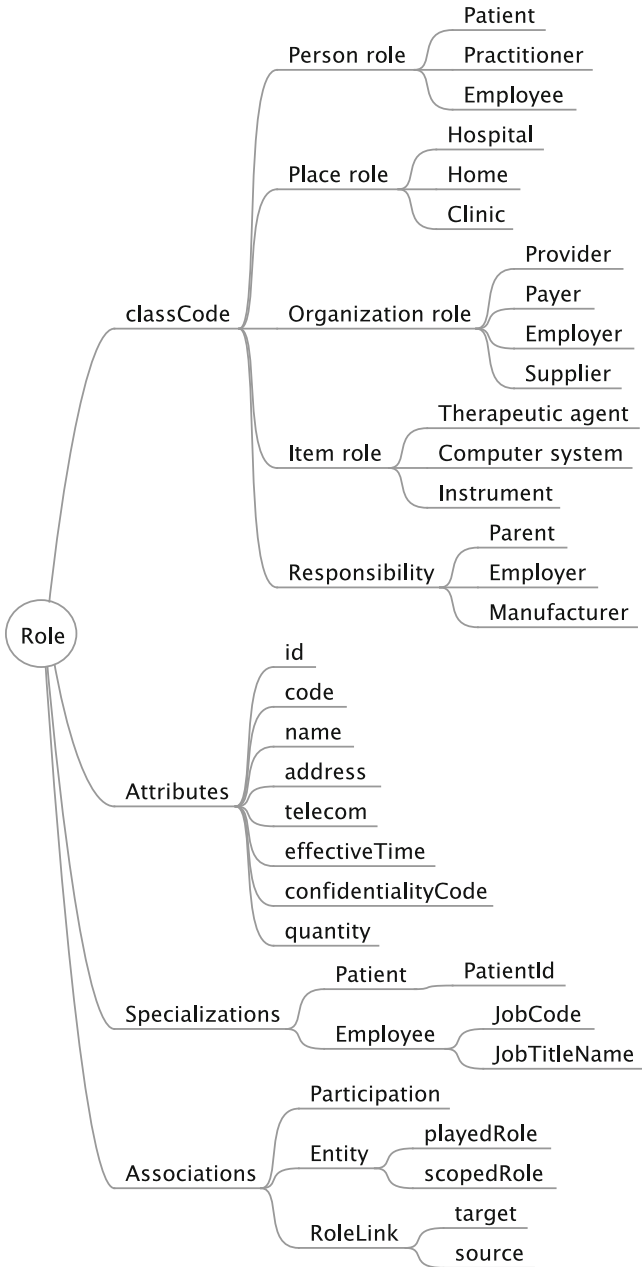 Role
classCode
Person role
Patient
Practitioner
Employee
Place role
Hospital
Home
Clinic
Organization role
Provider
Payer
Employer
Supplier
Item role
Therapeutic agent
Computer system
Instrument
Responsibility
Parent
Employer
Manufacturer
Attributes
id
code
name
address
telecom
effectiveTime
confidentialityCode
quantity
Specializations
Patient
PatientId
Employee
JobCode
JobTitleName
Associations
Participation
Entity
playedRole
scopedRole
RoleLink
target
source